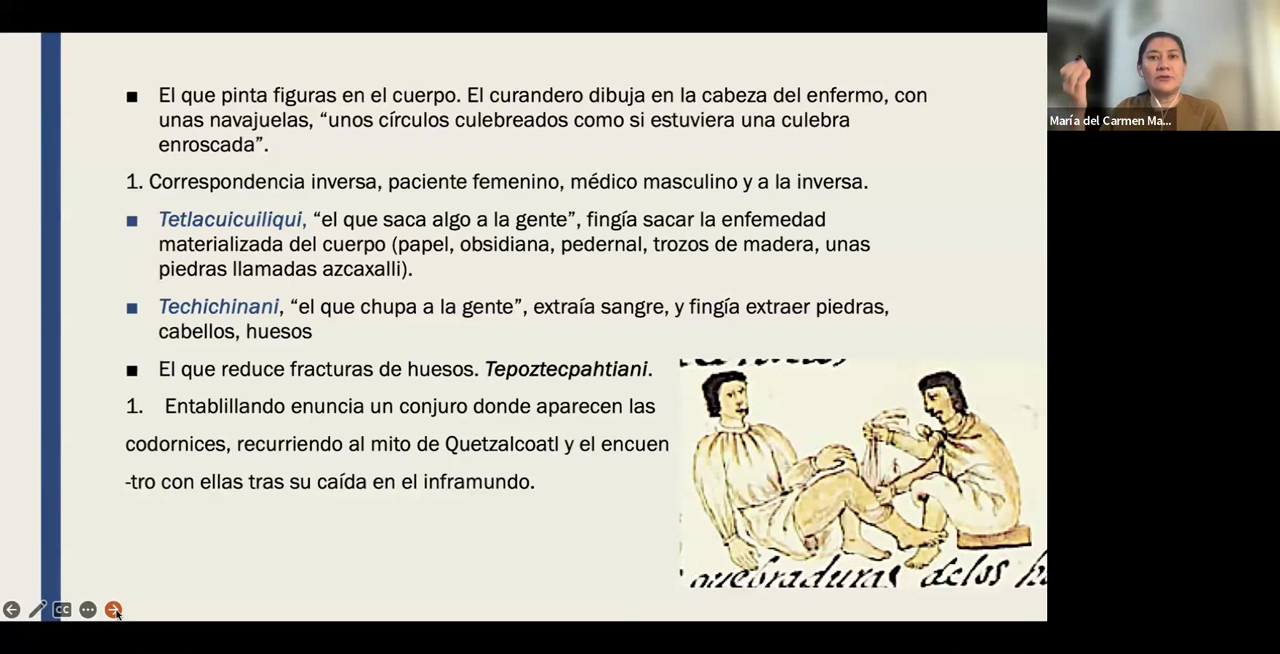 ■ El que pinta figuras en el cuerpo. El curandero dibuja en la cabeza del enfermo, con
unas navajuelas, “unos círculos culebreados como si estuviera una culebra
enroscada”.
1. Correspondencia inversa, paciente femenino, médico masculino y a la inversa.
■ Tetlacuicuiliqui, “el que saca algo a la gente”, fingía sacar la enfemedad
materializada del cuerpo (papel, obsidiana, pedernal, trozos de madera, unas
piedras llamadas azcaxalli).
■ Techichinani, “el que chupa a la gente”, extraía sangre, y fingía extraer piedras,
cabellos, huesos
■ El que reduce fracturas de huesos. Tepoztecpahtiani.
1. Entablillando enuncia un conjuro donde aparecen las
codornices, recurriendo al mito de Quetzalcoatl y el encuen
-tro con ellas tras su caída en el inframundo.
quebraduras delos
CC
María del Carmen Ma...